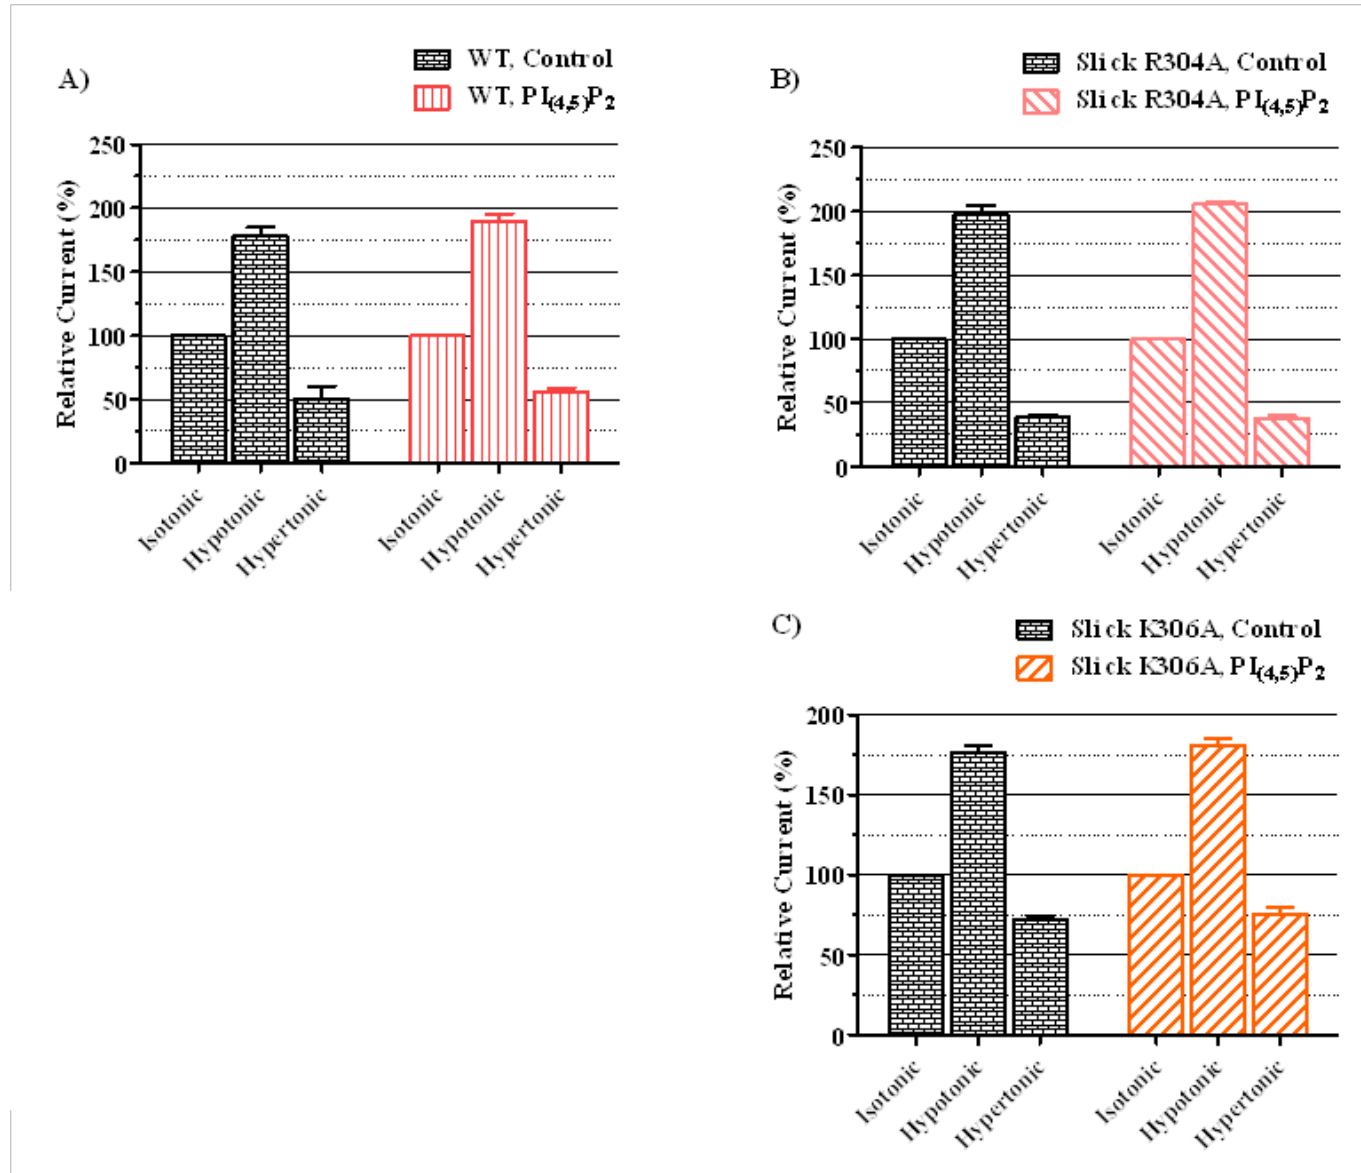 A)
WT, Control
WT, PI(4,5)P2
Relative Current (%)
250
200
150
100
50
0
Isotonic
Hypotonic
Hypertonic
Isotonic
Hypotonic
Hypertonic
B)
Slick R304A, Control
Slick R304A, PI(4,5)P2
Relative Current (%)
250
200
150
100
50
0
Isotonic
Hypotonic
Hypertonic
Isotonic
Hypotonic
Hypertonic
C)
Slick K306A, Control
Slick K306A, PI(4,5)P2
Relative Current (%)
200
150
100
50
0
Isotonic
Hypotonic
Hypertonic
Isotonic
Hypotonic
Hypertonic